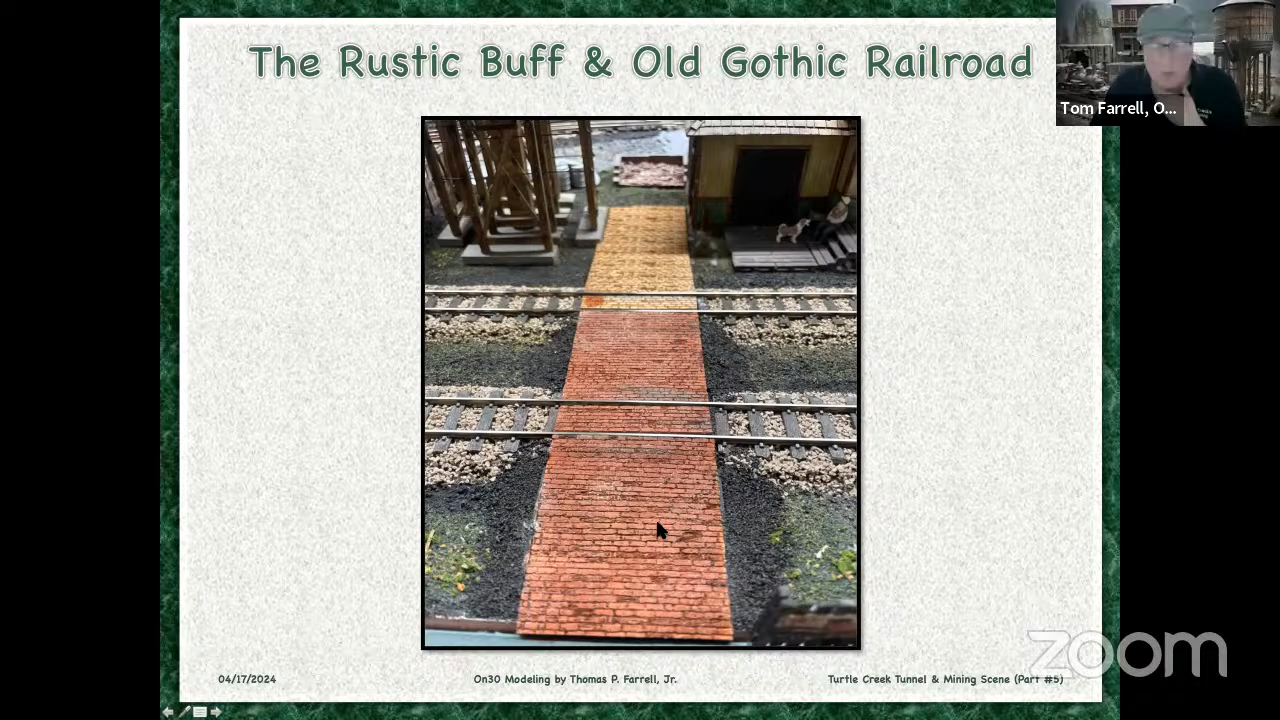 The Rustic Buff & Old Gothic Railroad
Tom Farrell, O...
04/17/2024
On30 Modeling by Thomas P. Farrell, Jr.
Turtle Creek Tunnel & Mining Scene (Part #5)
zoom